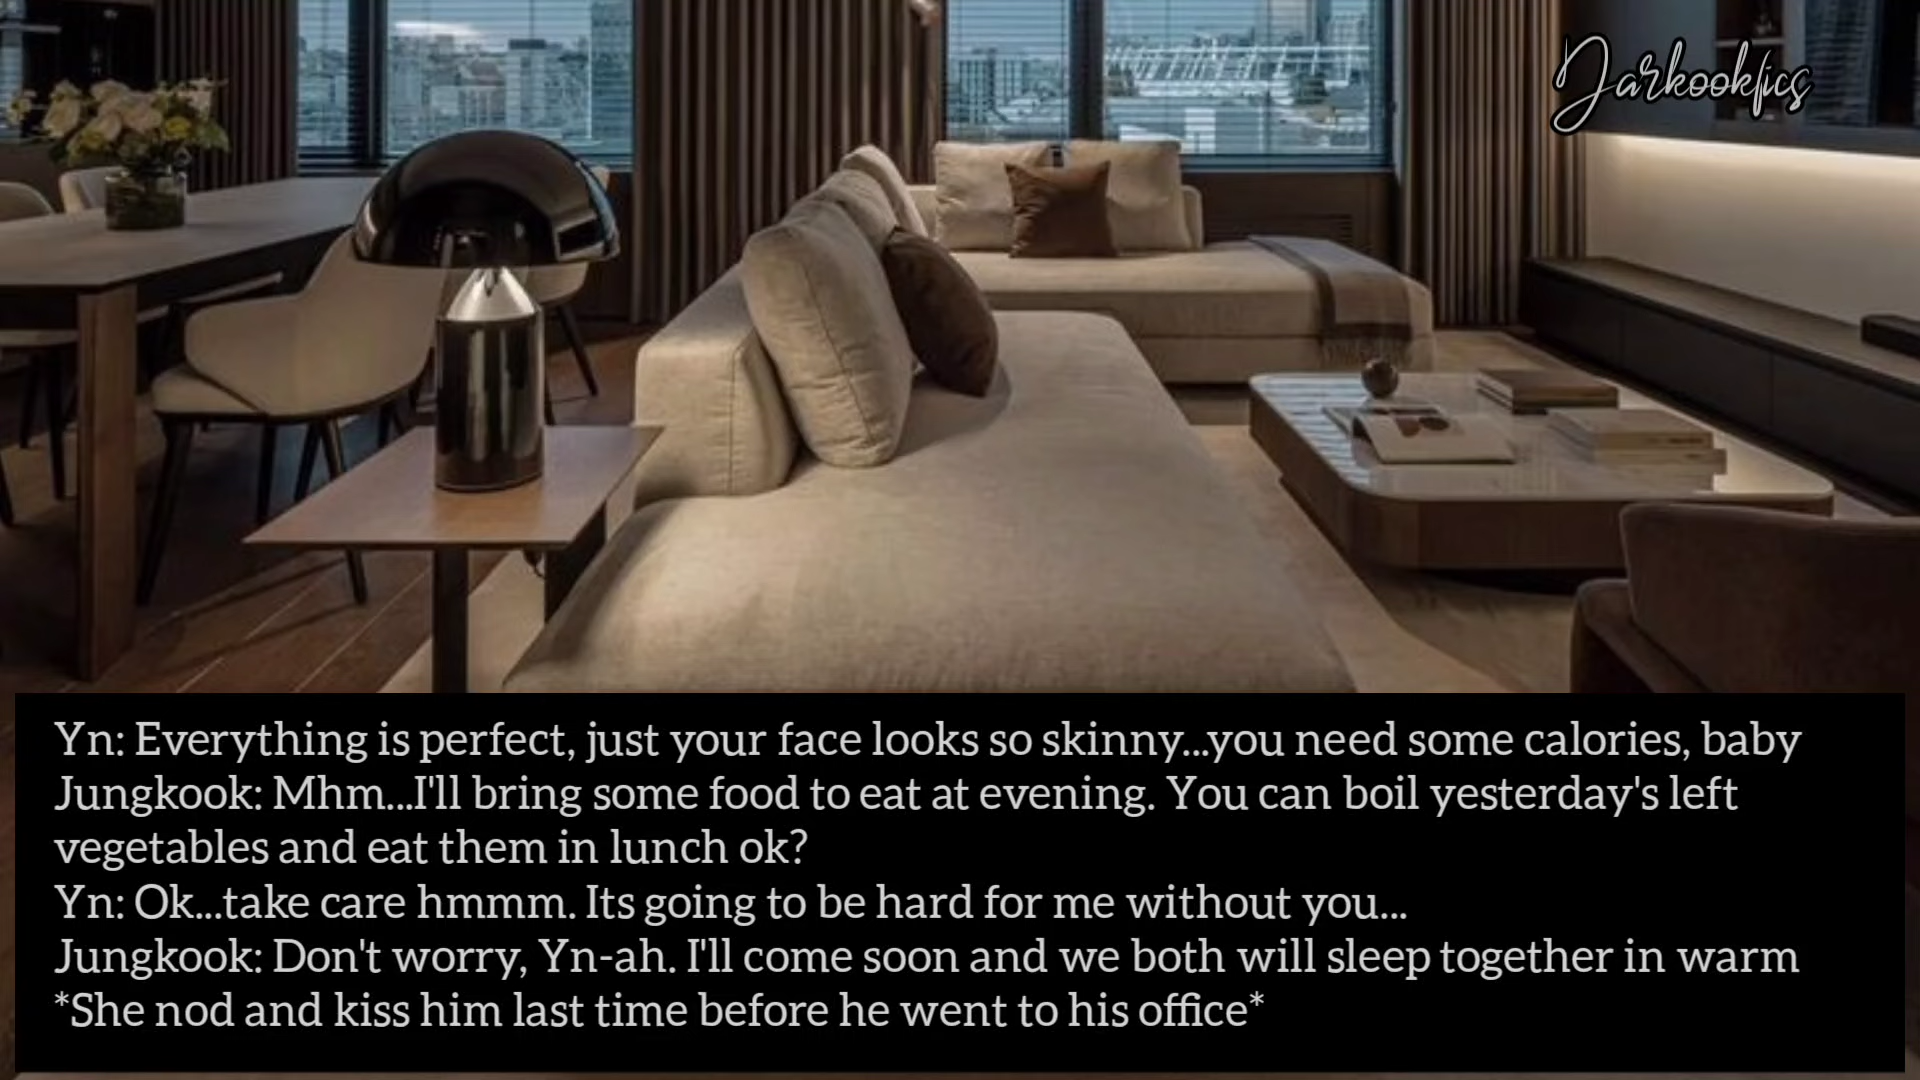 Darkookfics
Yn: Everything is perfect, just your face looks so skinny...you need some calories, baby
Jungkook: Mhm...I'll bring some food to eat at evening. You can boil yesterday's left
vegetables and eat them in lunch ok?
Yn: Ok...take care hmmm. Its going to be hard for me without you...
Jungkook: Don't worry, Yn-ah. I'll come soon and we both will sleep together in warm
*She nod and kiss him last time before he went to his office*